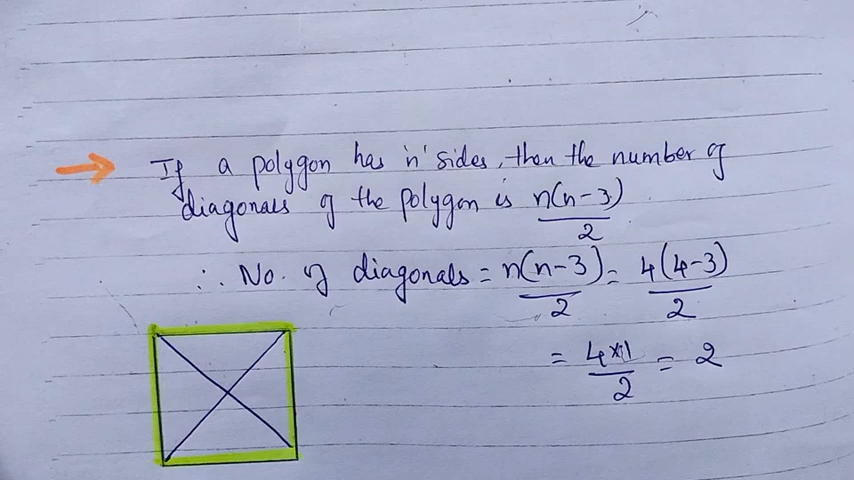 If a polygon has 'n' sides, then the number of
diagonals of the polygon is n(n-3)/2
∴ No. of diagonals = n(n-3)/2 = 4(4-3)/2
= 4×1/2 = 2